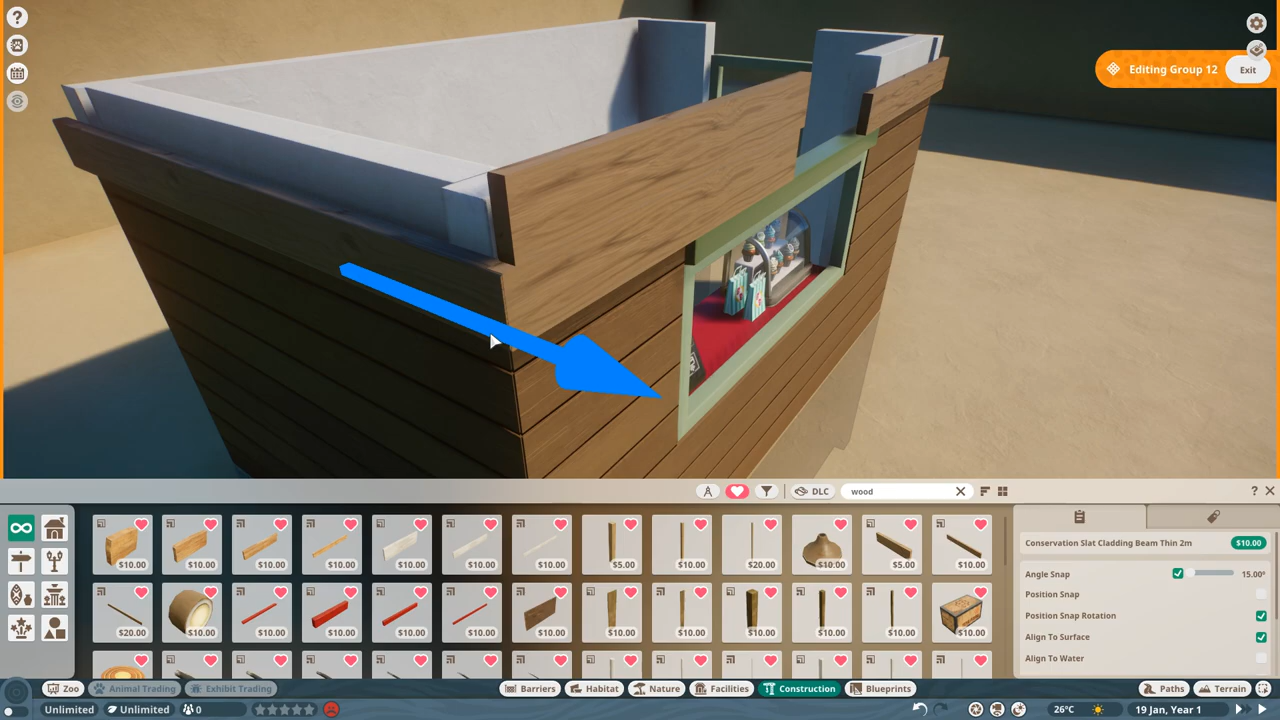 ?
Editing Group 12
Exit
DLC
wood
?
$10.00 $10.00 $10.00 $10.00 $10.00 $10.00 $10.00 $5.00 $10.00 $20.00 $10.00 $5.00 $10.00
Conservation Slat Cladding Beam Thin 2m $10.00
Angle Snap 15.00°
Position Snap
$20.00 $10.00 $10.00 $10.00 $10.00 $10.00 $10.00 $10.00 $10.00 $10.00 $10.00 $10.00 $10.00
Position Snap Rotation
Align To Surface
Align To Water
Zoo Animal Trading Exhibit Trading Barriers Habitat Nature Facilities Construction Blueprints Paths Terrain
Unlimited Unlimited 0 26°C 19 Jan, Year 1